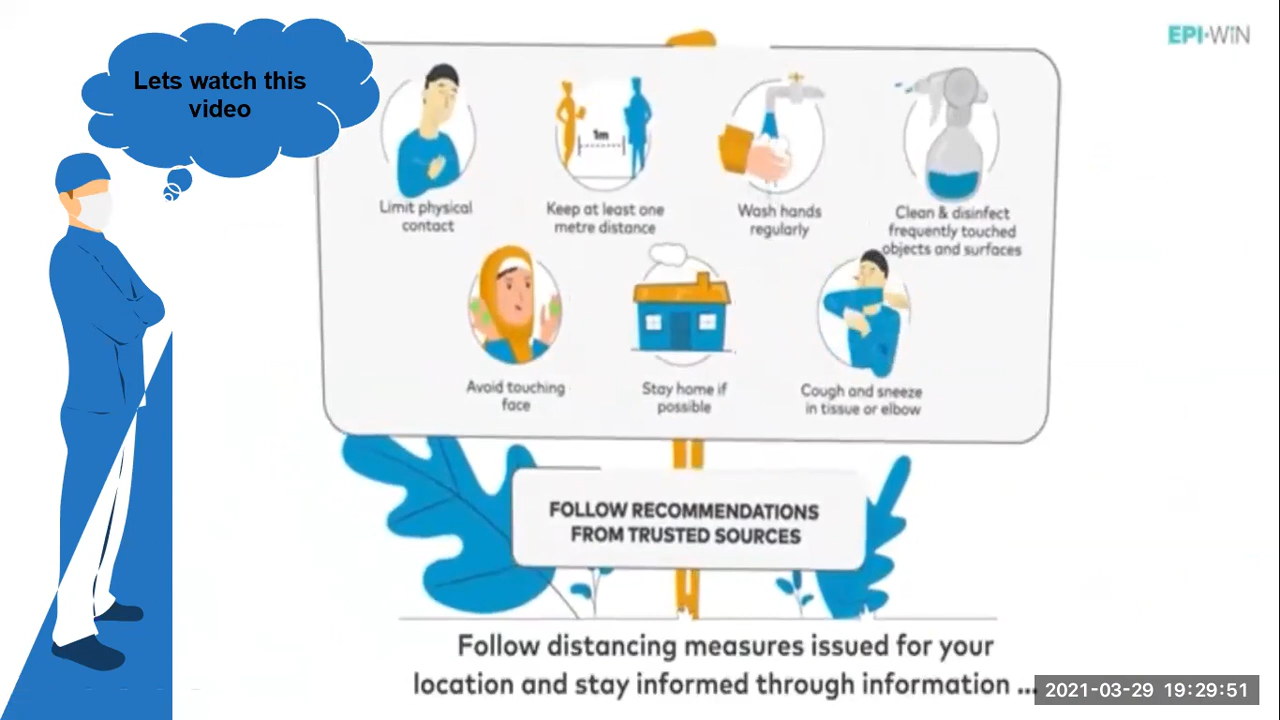 Lets watch this
video
EPI-WiN
1m
Limit physical
contact
Keep at least one
metre distance
Wash hands
regularly
Clean & disinfect
frequently touched
objects and surfaces
Avoid touching
face
Stay home if
possible
Cough and sneeze
in tissue or elbow
FOLLOW RECOMMENDATIONS
FROM TRUSTED SOURCES
Follow distancing measures issued for your
location and stay informed through information ...
2021-03-29 19:29:51